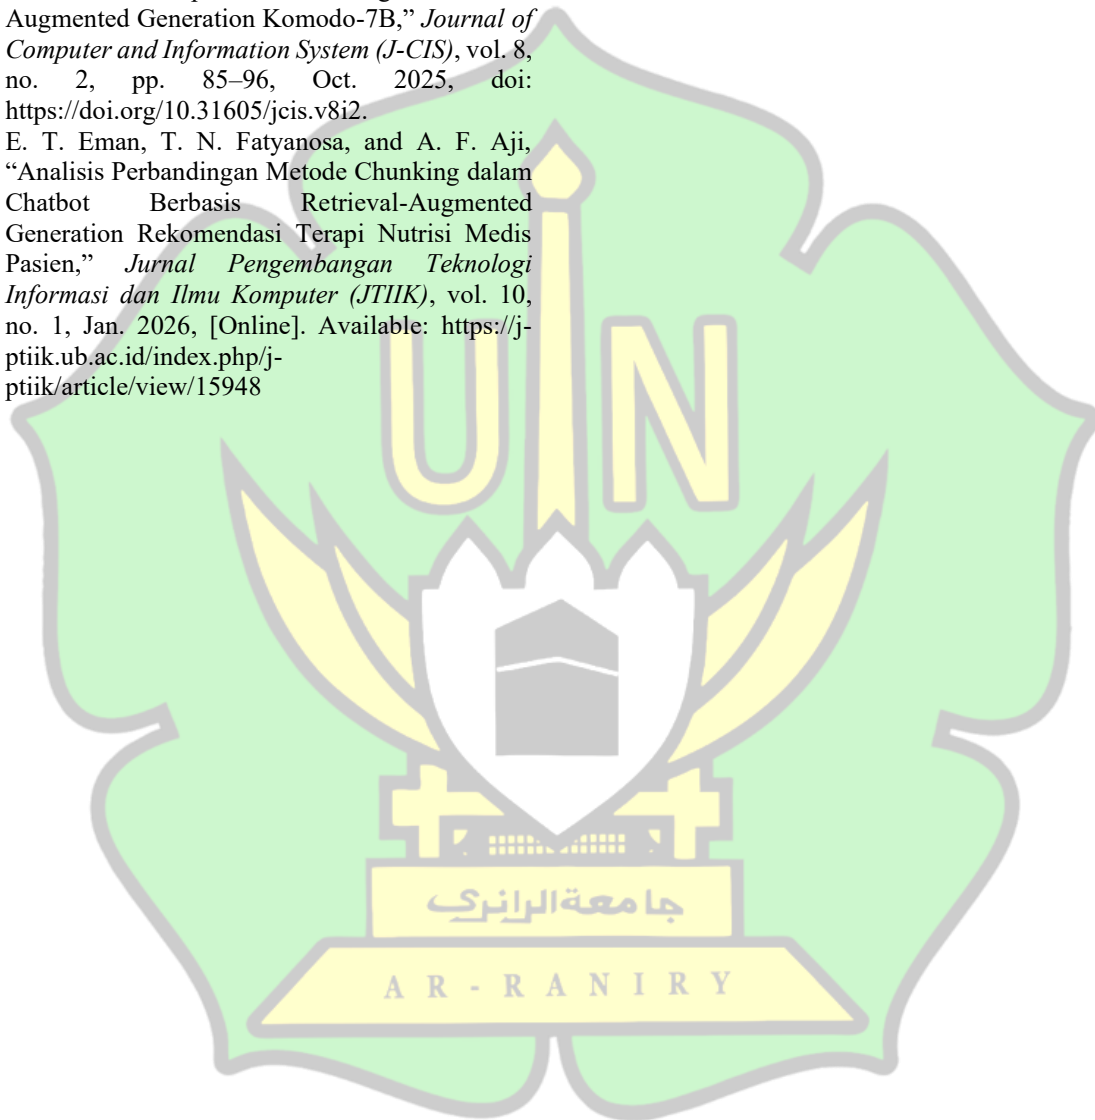 Augmented Generation Komodo-7B,” Journal of
Computer and Information System (J-CIS), vol. 8,
no. 2, pp. 85–96, Oct. 2025, doi:
https://doi.org/10.31605/jcis.v8i2.
E. T. Eman, T. N. Fatyanosa, and A. F. Aji,
“Analisis Perbandingan Metode Chunking dalam
Chatbot Berbasis Retrieval-Augmented
Generation Rekomendasi Terapi Nutrisi Medis
Pasien,” Jurnal Pengembangan Teknologi
Informasi dan Ilmu Komputer (JTIIK), vol. 10,
no. 1, Jan. 2026, [Online]. Available: https://j-
ptiik.ub.ac.id/index.php/j-
ptiik/article/view/15948
UIN
جامعة الرانرى
AR-RANIRY